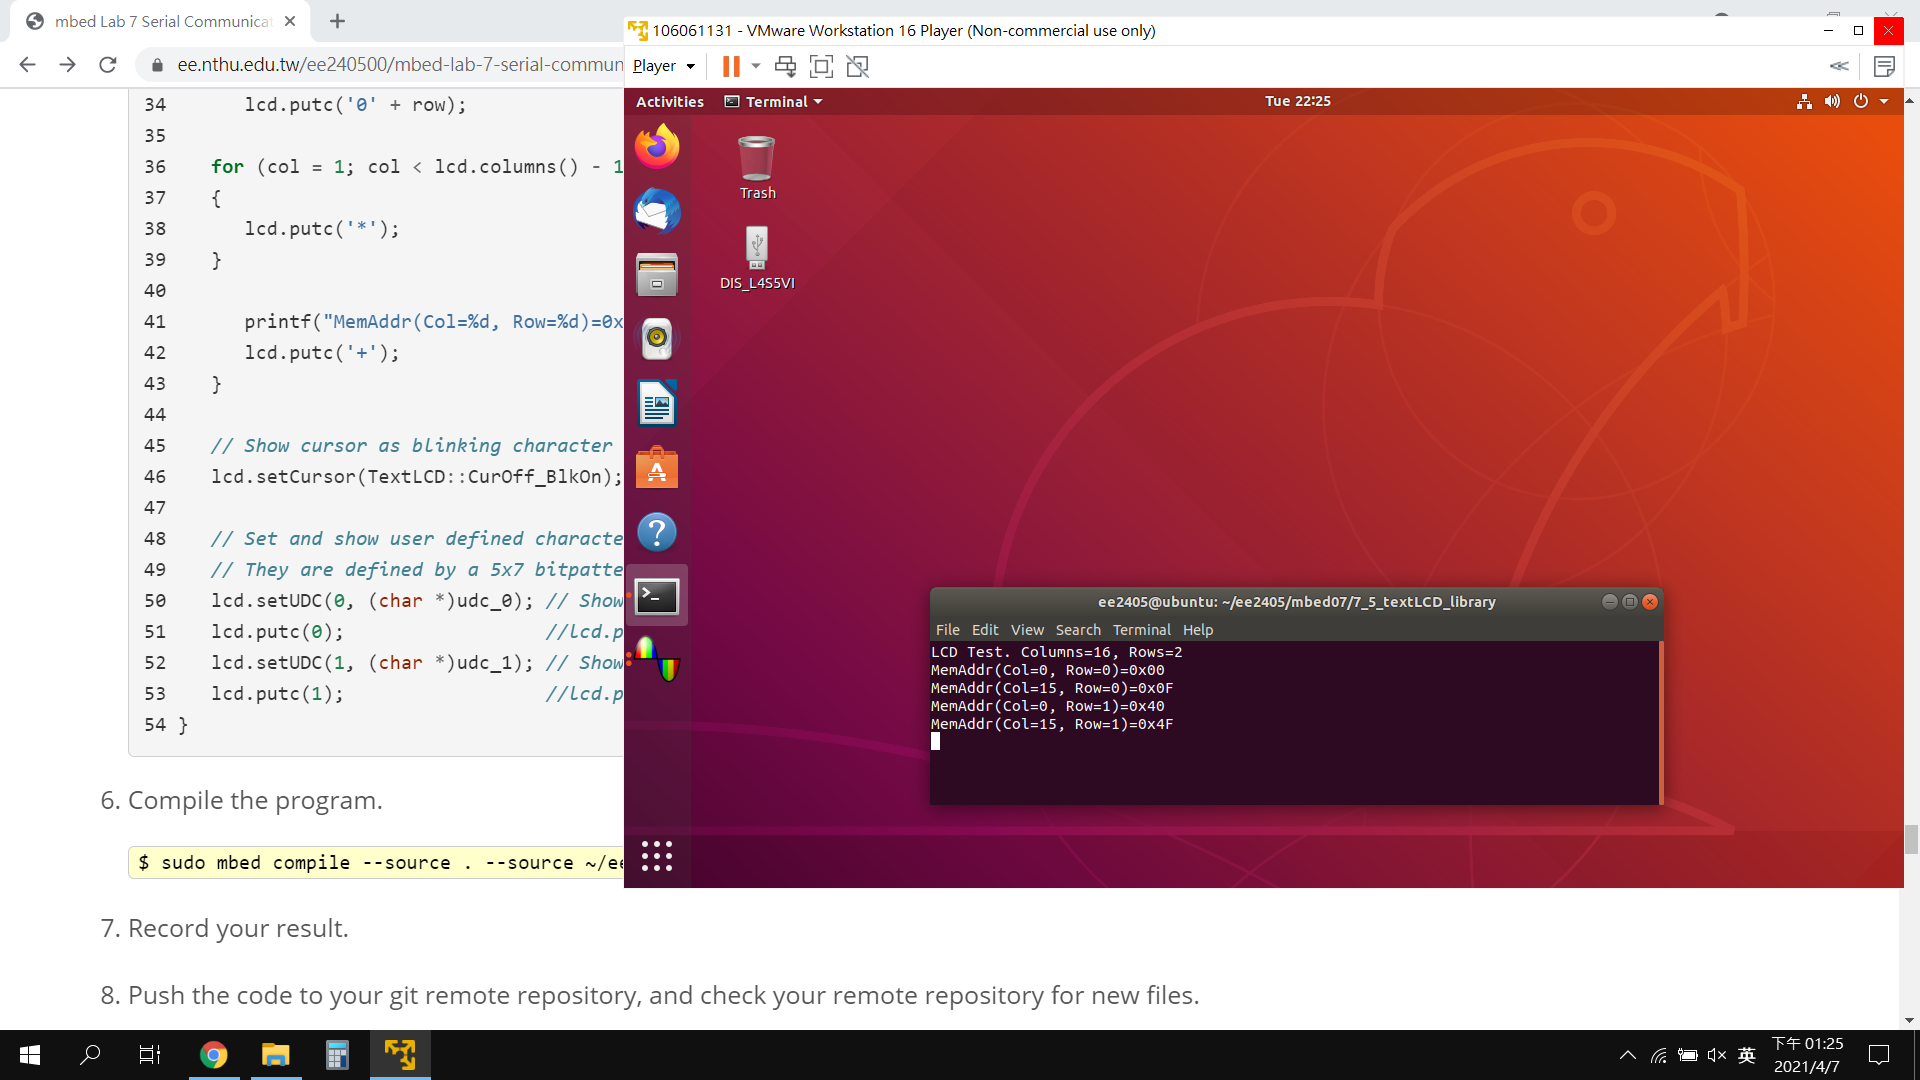 mbed Lab 7 Serial Communicat
ee.nthu.edu.tw/ee240500/mbed-lab-7-serial-commun
34 lcd.putc('0' + row);
35
36 for (col = 1; col < lcd.columns() - 1
37 {
38 lcd.putc('*');
39 }
40
41 printf("MemAddr(Col=%d, Row=%d)=0x
42 lcd.putc('+');
43 }
44
45 // Show cursor as blinking character
46 lcd.setCursor(TextLCD::CurOff_BlkOn);
47
48 // Set and show user defined characte
49 // They are defined by a 5x7 bitpatte
50 lcd.setUDC(0, (char *)udc_0); // Show
51 lcd.putc(0); //lcd.p
52 lcd.setUDC(1, (char *)udc_1); // Show
53 lcd.putc(1); //lcd.p
54 }
6. Compile the program.
$ sudo mbed compile --source . --source ~/ee
7. Record your result.
8. Push the code to your git remote repository, and check your remote repository for new files.
106061131 - VMware Workstation 16 Player (Non-commercial use only)
Player
Activities Terminal Tue 22:25
Trash
DIS_L4S5VI
ee2405@ubuntu: ~/ee2405/mbed07/7_5_textLCD_library
File Edit View Search Terminal Help
LCD Test. Columns=16, Rows=2
MemAddr(Col=0, Row=0)=0x00
MemAddr(Col=15, Row=0)=0x0F
MemAddr(Col=0, Row=1)=0x40
MemAddr(Col=15, Row=1)=0x4F
英
下午 01:25
2021/4/7